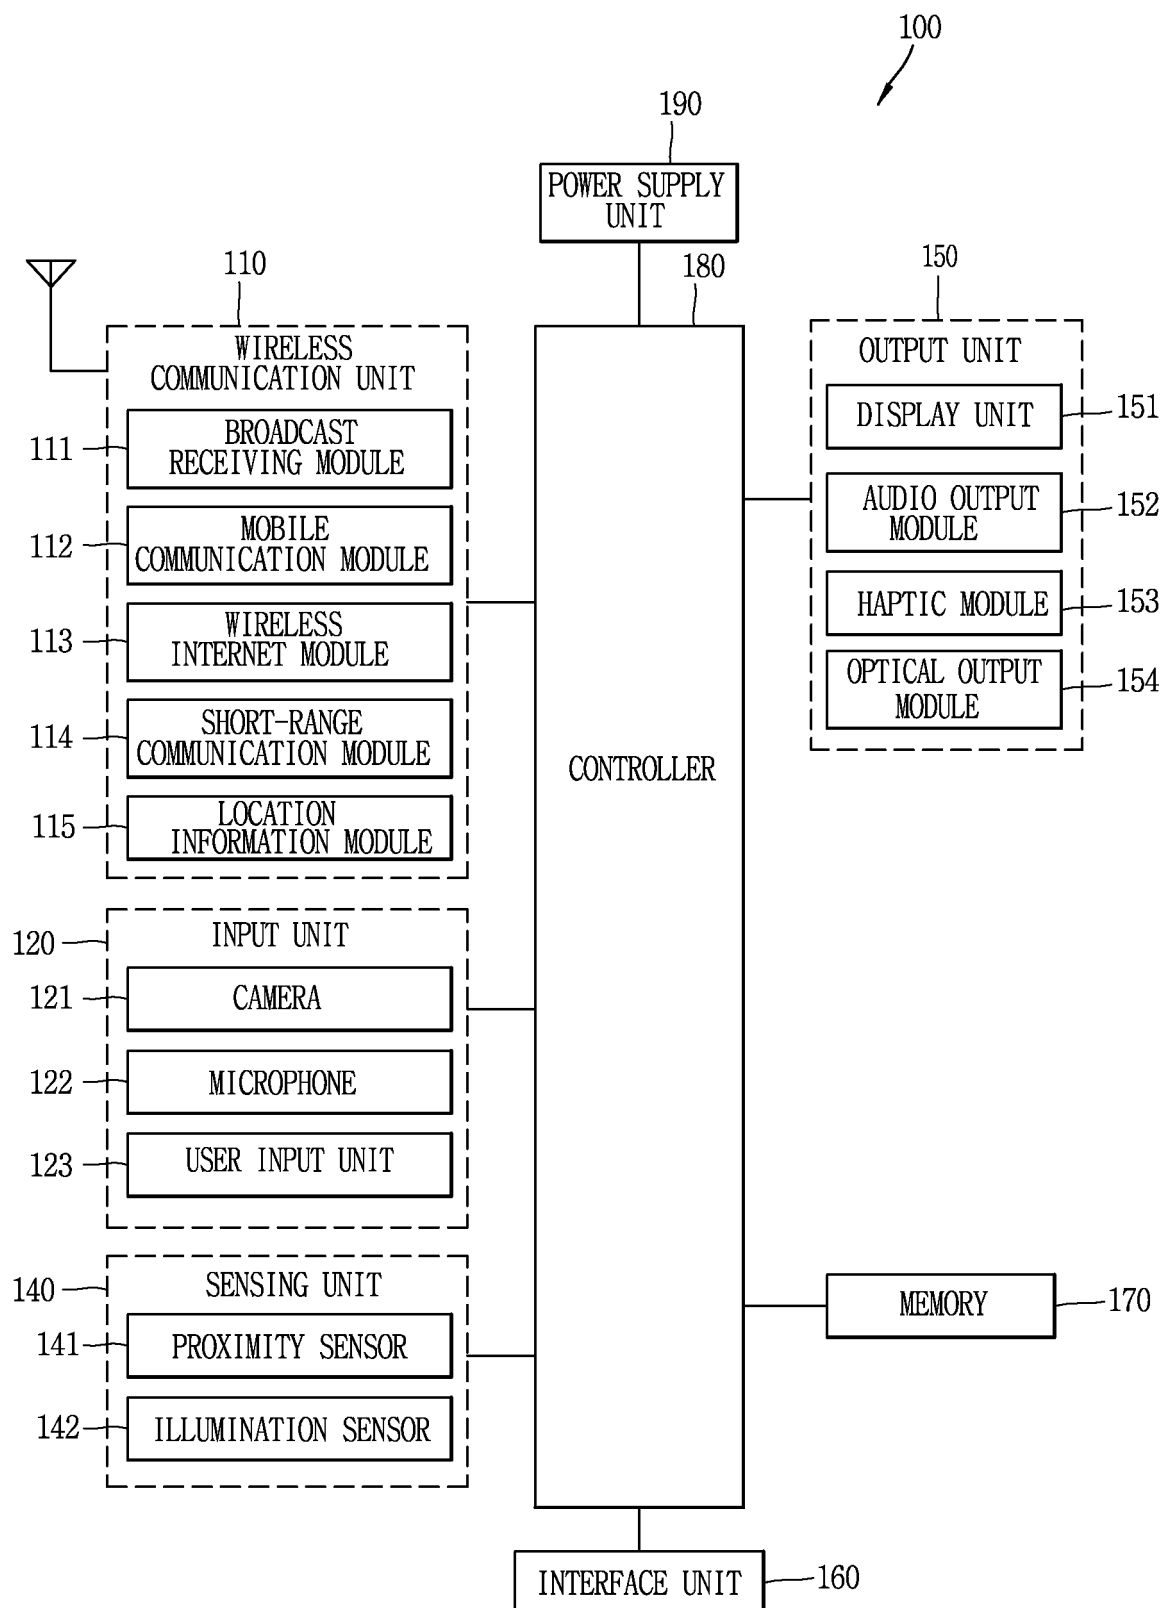 100
190
POWER SUPPLY
UNIT
110
180
150
WIRELESS
COMMUNICATION UNIT
111
BROADCAST
RECEIVING MODULE
112
MOBILE
COMMUNICATION MODULE
113
WIRELESS
INTERNET MODULE
114
SHORT-RANGE
COMMUNICATION MODULE
115
LOCATION
INFORMATION MODULE
120
INPUT UNIT
121
CAMERA
122
MICROPHONE
123
USER INPUT UNIT
140
SENSING UNIT
141
PROXIMITY SENSOR
142
ILLUMINATION SENSOR
CONTROLLER
OUTPUT UNIT
DISPLAY UNIT
151
AUDIO OUTPUT
MODULE
152
HAPTIC MODULE
153
OPTICAL OUTPUT
MODULE
154
MEMORY
170
INTERFACE UNIT
160